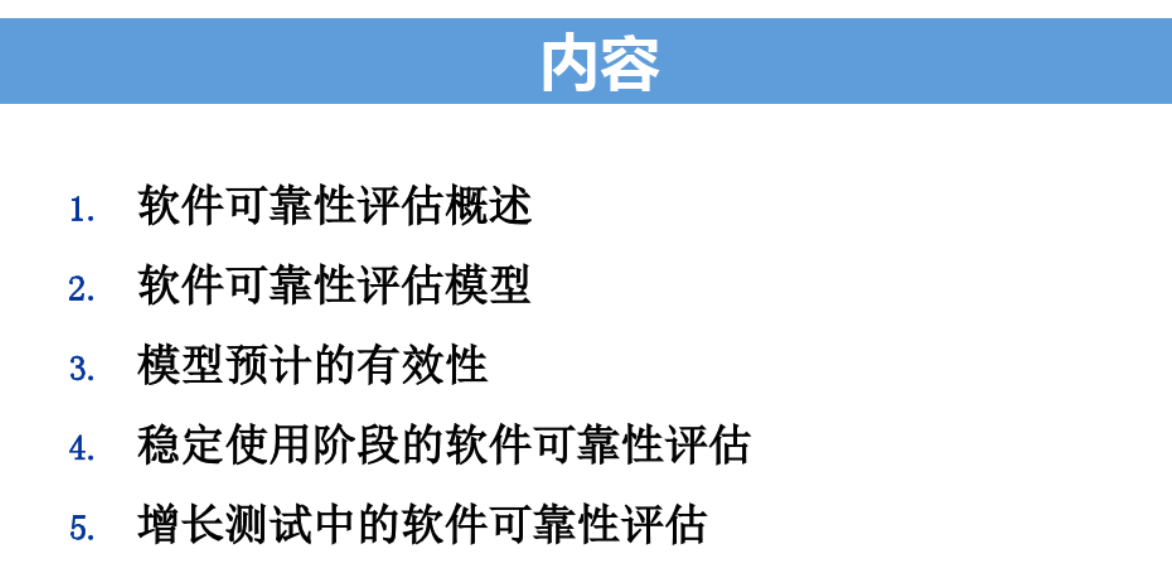 内容
1. 软件可靠性评估概述
2. 软件可靠性评估模型
3. 模型预计的有效性
4. 稳定使用阶段的软件可靠性评估
5. 增长测试中的软件可靠性评估